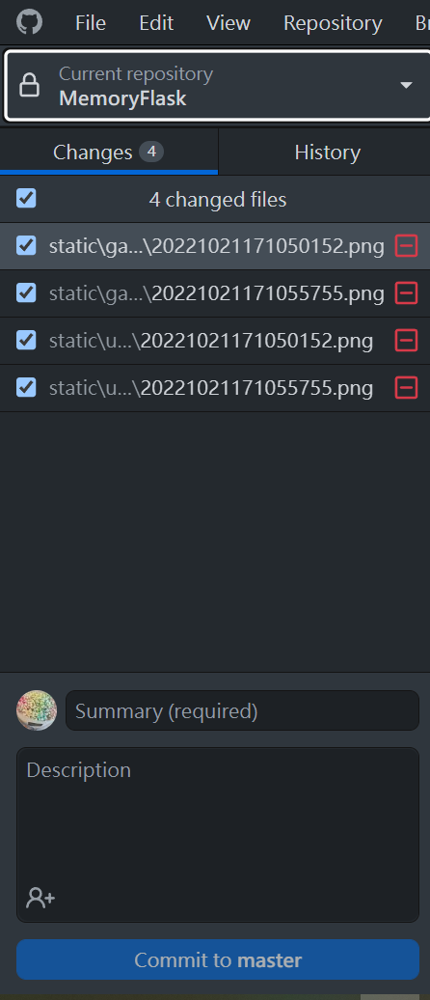 File Edit View Repository Br
Current repository
MemoryFlask
Changes 4 History
4 changed files
static\ga...\20221021171050152.png
static\ga...\20221021171055755.png
static\u...\20221021171050152.png
static\u...\20221021171055755.png
Summary (required)
Description
Commit to master